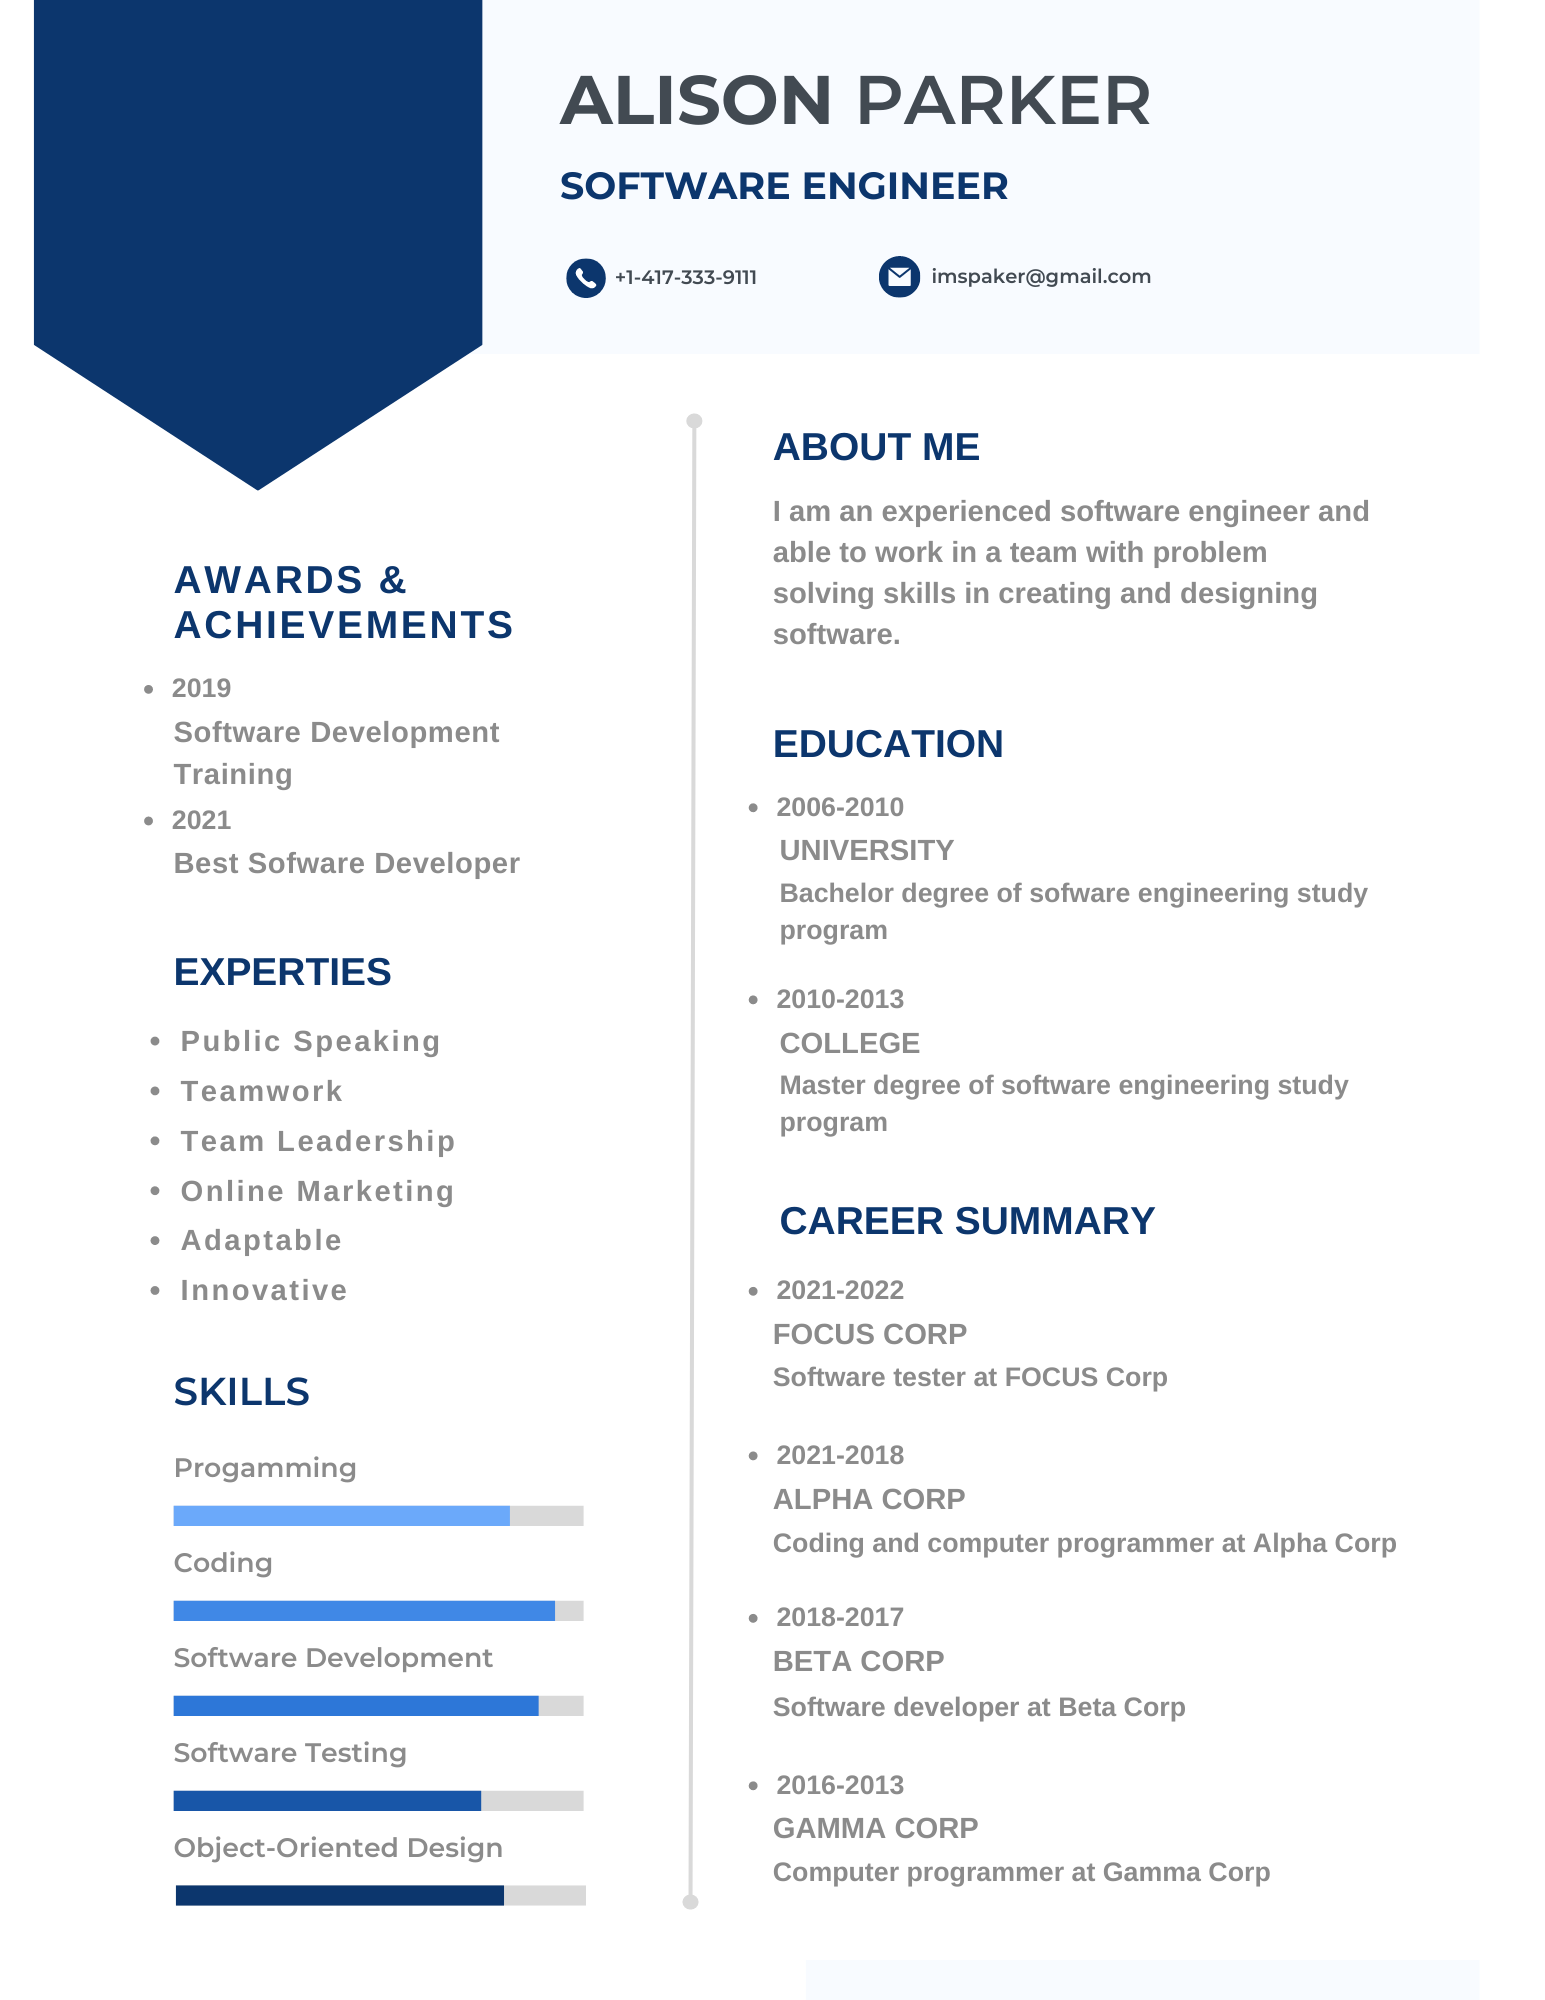 ALISON PARKER
SOFTWARE ENGINEER
+1-417-333-9111
imspaker@gmail.com
AWARDS &
ACHIEVEMENTS
• 2019
Software Development
Training
• 2021
Best Sofware Developer
EXPERTIES
• Public Speaking
• Teamwork
• Team Leadership
• Online Marketing
• Adaptable
• Innovative
SKILLS
Progamming
Coding
Software Development
Software Testing
Object-Oriented Design
ABOUT ME
I am an experienced software engineer and
able to work in a team with problem
solving skills in creating and designing
software.
EDUCATION
• 2006-2010
UNIVERSITY
Bachelor degree of sofware engineering study
program
• 2010-2013
COLLEGE
Master degree of software engineering study
program
CAREER SUMMARY
• 2021-2022
FOCUS CORP
Software tester at FOCUS Corp
• 2021-2018
ALPHA CORP
Coding and computer programmer at Alpha Corp
• 2018-2017
BETA CORP
Software developer at Beta Corp
• 2016-2013
GAMMA CORP
Computer programmer at Gamma Corp